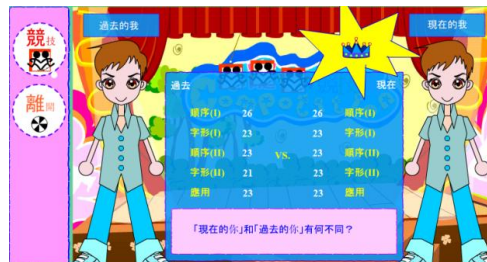 競技
離開
過去的我
現在的我
過去 現在
順序(I) 26 26 順序(I)
字形(I) 23 23 字形(I)
順序(II) 23 VS. 23 順序(II)
字形(II) 21 23 字形(II)
應用 23 23 應用
「現在的你」和「過去的你」有何不同？